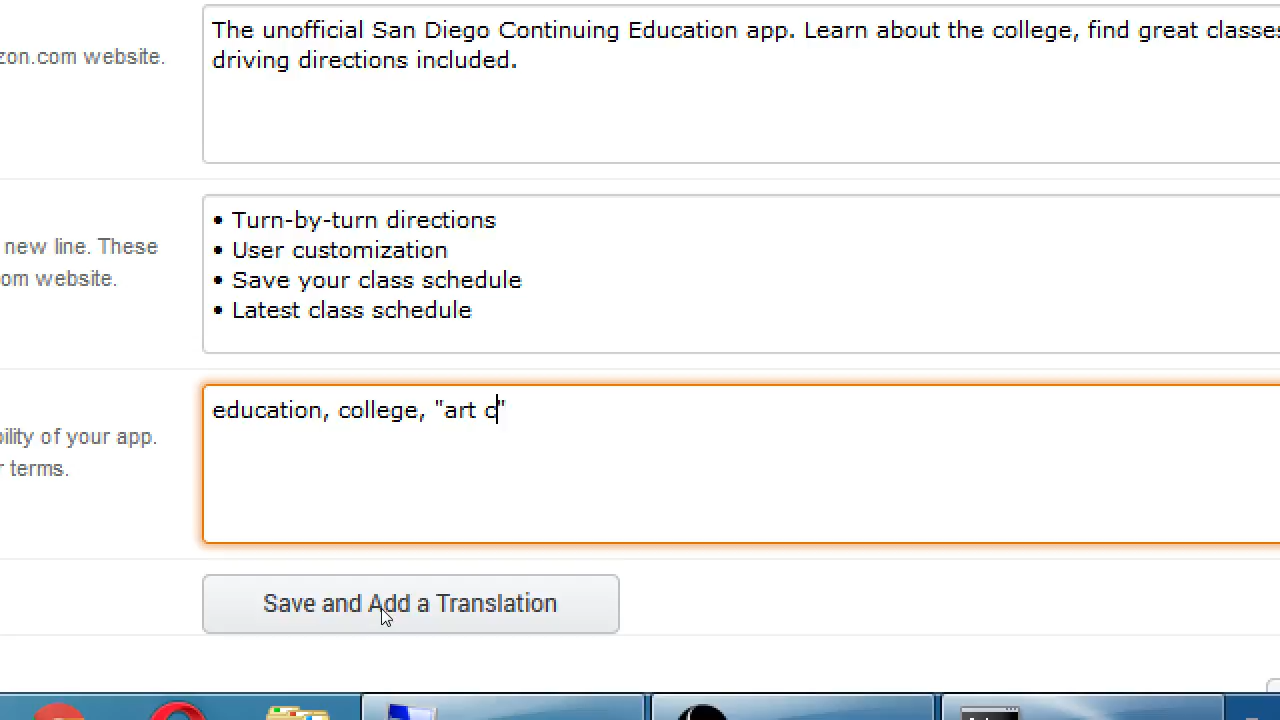 The unofficial San Diego Continuing Education app. Learn about the college, find great classes
zon.com website.
driving directions included.
• Turn-by-turn directions
new line. These
• User customization
om website.
• Save your class schedule
• Latest class schedule
education, college, "art c"
bility of your app.
r terms.
Save and Add a Translation